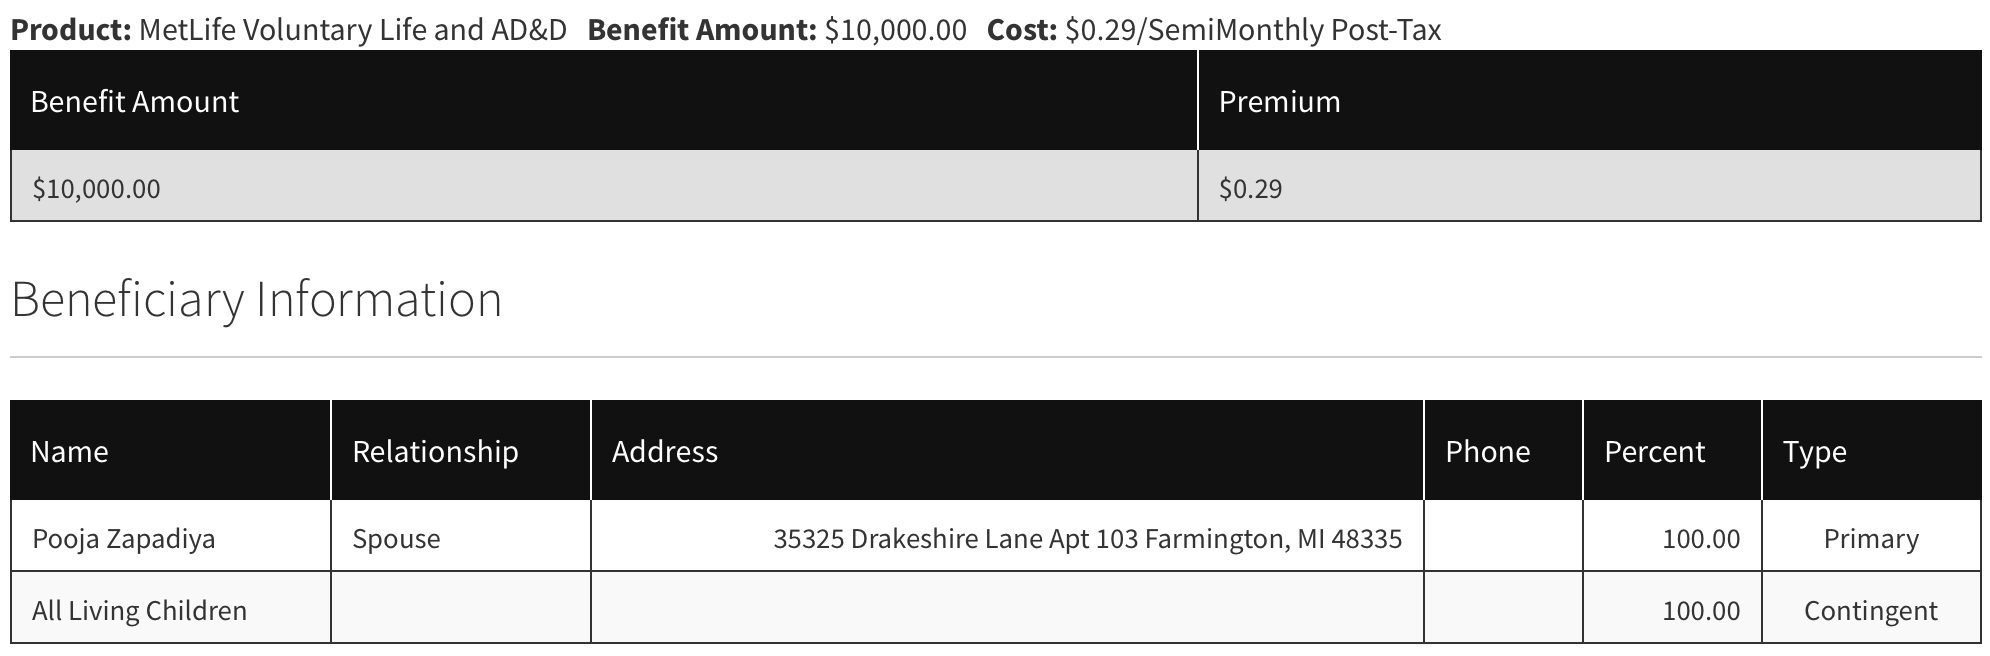 Product: MetLife Voluntary Life and AD&D Benefit Amount: $10,000.00 Cost: $0.29/SemiMonthly Post-Tax
Benefit Amount Premium
$10,000.00 $0.29
Beneficiary Information
Name Relationship Address Phone Percent Type
Pooja Zapadiya Spouse 35325 Drakeshire Lane Apt 103 Farmington, MI 48335 100.00 Primary
All Living Children 100.00 Contingent